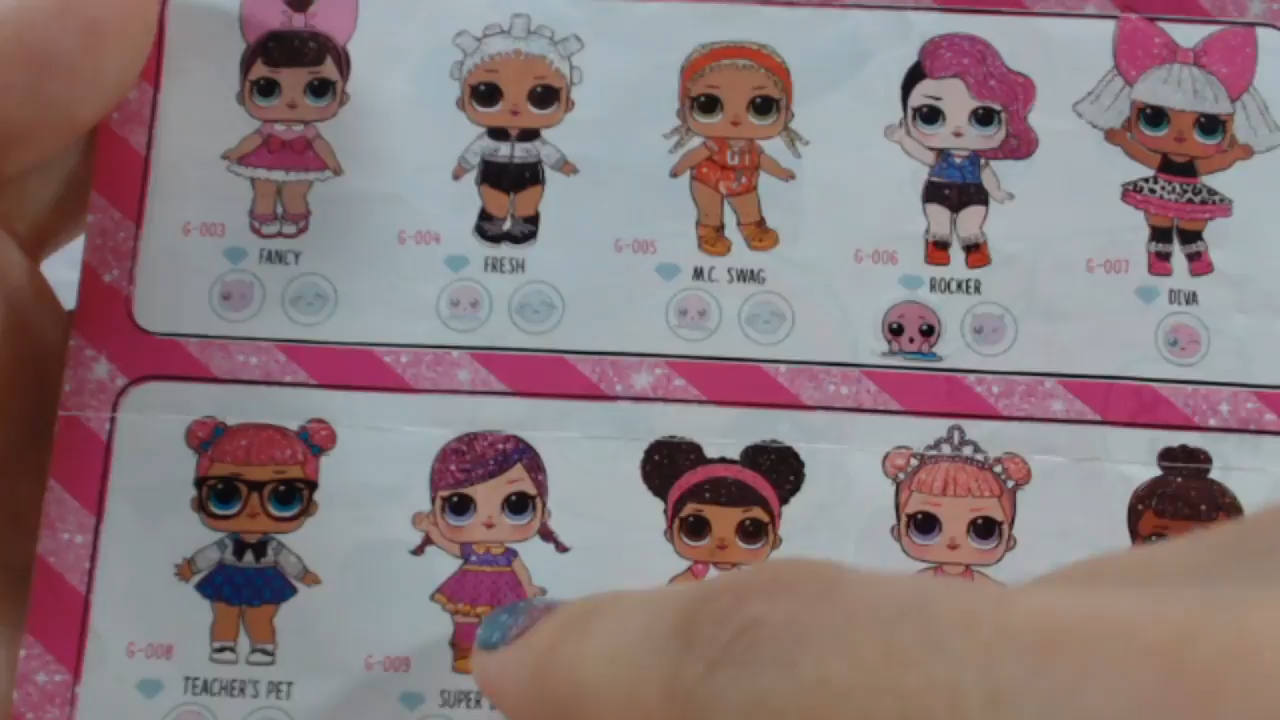 G-003
FANCY
G-004
FRESH
G-005
M.C. SWAG
G-006
ROCKER
G-007
DIVA
G-008
TEACHER'S PET
G-009
SUPER